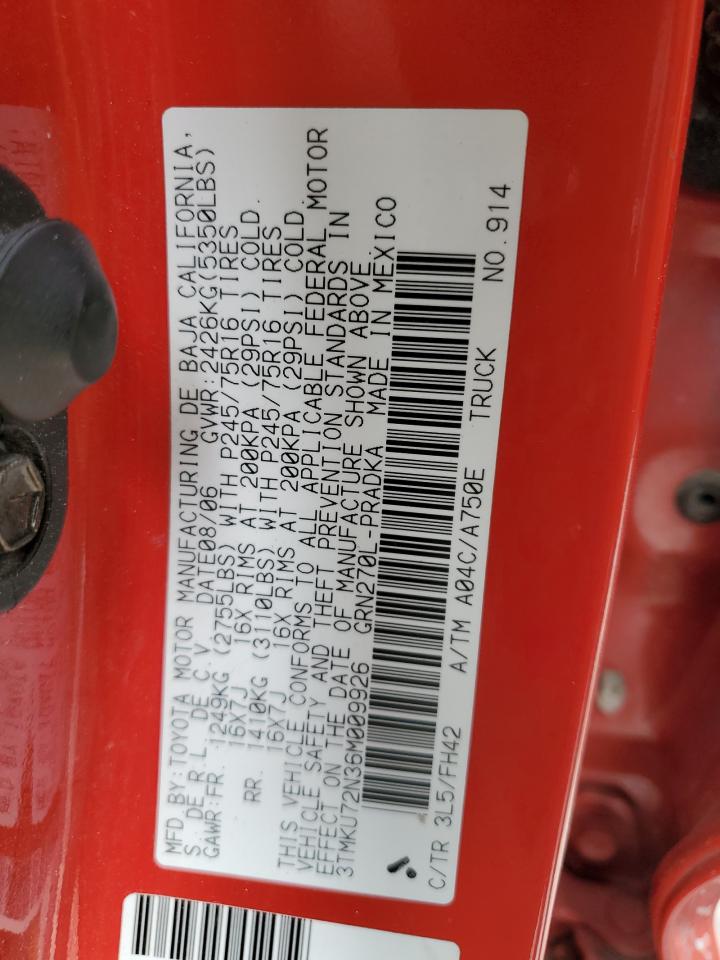 MFD BY:TOYOTA MOTOR MANUFACTURING DE BAJA CALIFORNIA,
S. DE R.L. DE C.V. DATE08/06 GVWR:2426KG(5350LBS)
GAWR:FR. 1249KG (2755LBS) WITH P245/75R16 TIRES
16X7J 16X RIMS AT 200KPA (29PSI) COLD.
RR. 1410KG (3110LBS) WITH P245/75R16 TIRES
16X7J 16X RIMS AT 200KPA (29PSI) COLD.
THIS VEHICLE CONFORMS TO ALL APPLICABLE FEDERAL MOTOR
VEHICLE SAFETY AND THEFT PREVENTION STANDARDS IN
EFFECT ON THE DATE OF MANUFACTURE SHOWN ABOVE.
3TMKU72N36M009926 GRN270L-PRADKA MADE IN MEXICO
C/TR 3L5/FH42 A/TM A04C/A750E TRUCK NO.914